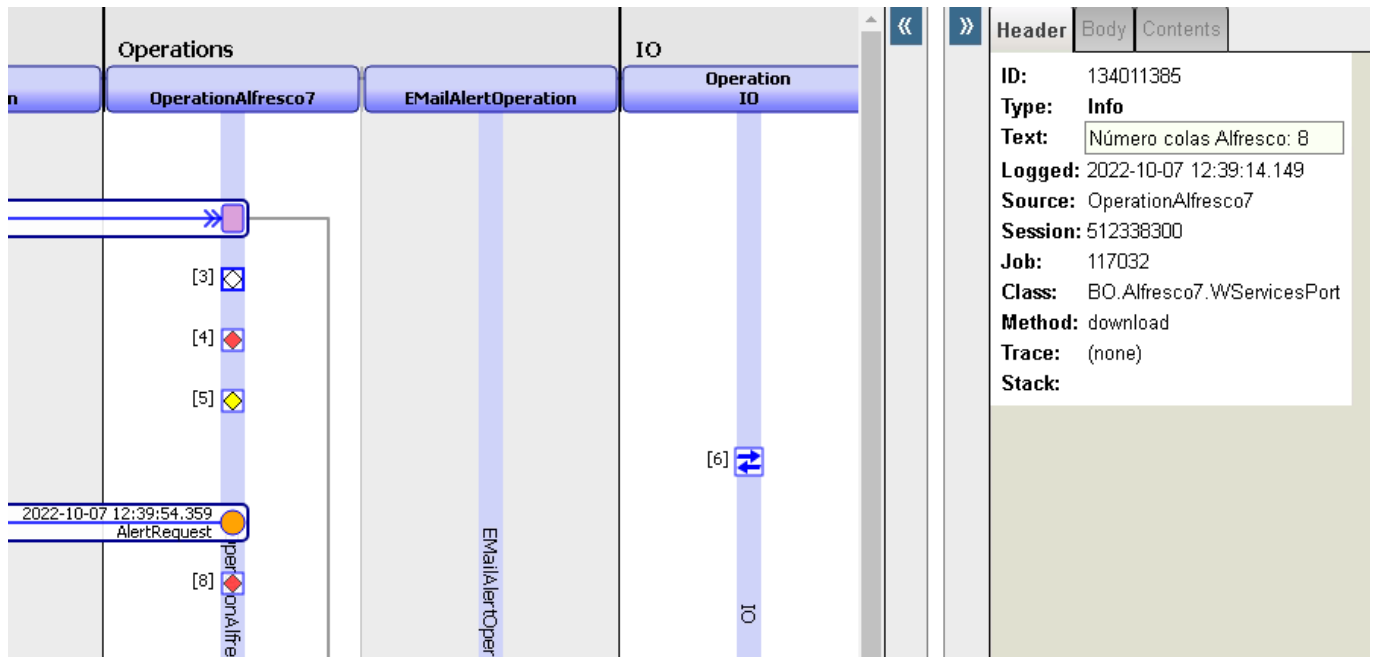 Operations
IO
n
OperationAlfresco7
EMailAlertOperation
Operation
IO
[3]
[4]
[5]
[6]
2022-10-07 12:39:54.359
AlertRequest
[8]
perationAlfre
EMailAlertOper
IO
«
»
Header Body Contents
ID: 134011385
Type: Info
Text: Número colas Alfresco: 8
Logged: 2022-10-07 12:39:14.149
Source: OperationAlfresco7
Session: 512338300
Job: 117032
Class: BO.Alfresco7.WServicesPort
Method: download
Trace: (none)
Stack: